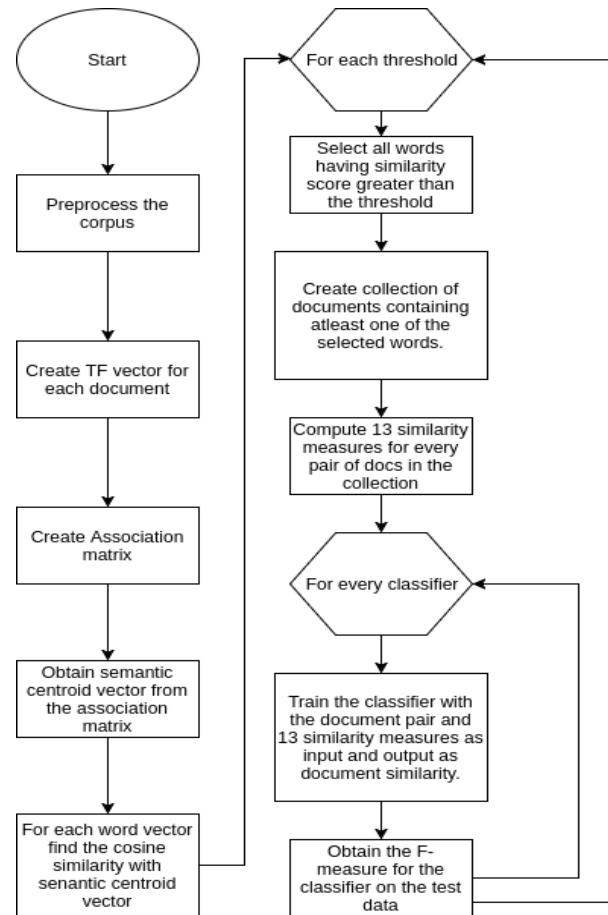 Start
Preprocess the
corpus
Create TF vector for
each document
Create Association
matrix
Obtain semantic
centroid vector from
the association
matrix
For each word vector
find the cosine
similarity with
senantic centroid
vector
For each threshold
Select all words
having similarity
score greater than
the threshold
Create collection of
documents containing
atleast one of the
selected words.
Compute 13 similarity
measures for every
pair of docs in the
collection
For every classifier
Train the classifier with
the document pair and
13 similarity measures as
input and output as
document similarity.
Obtain the F-
measure for the
classifier on the test
data